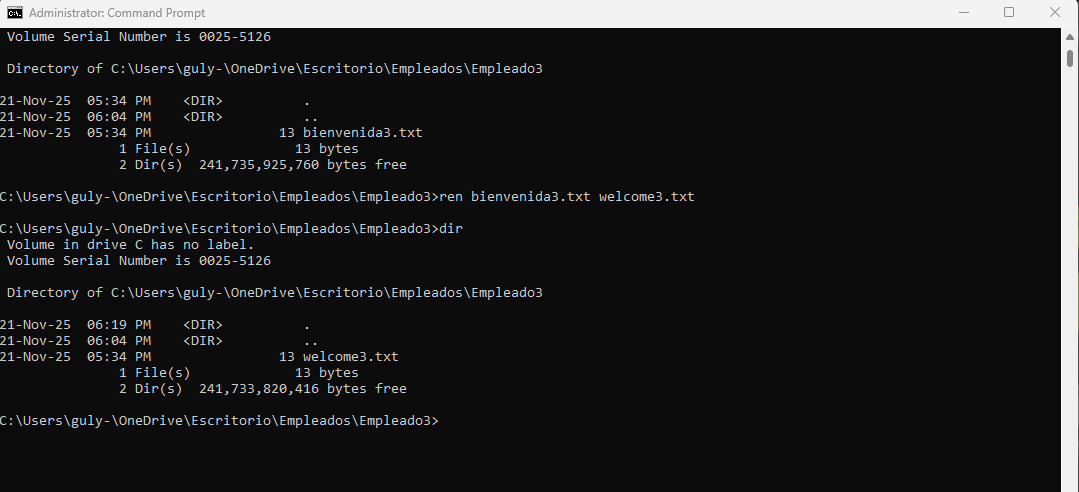 Administrator: Command Prompt
Volume Serial Number is 0025-5126
Directory of C:\Users\guly-\OneDrive\Escritorio\Empleados\Empleado3
21-Nov-25  05:34 PM    <DIR>          .
21-Nov-25  06:04 PM    <DIR>          ..
21-Nov-25  05:34 PM                13 bienvenida3.txt
               1 File(s)             13 bytes
               2 Dir(s)  241,735,925,760 bytes free
C:\Users\guly-\OneDrive\Escritorio\Empleados\Empleado3>ren bienvenida3.txt welcome3.txt
C:\Users\guly-\OneDrive\Escritorio\Empleados\Empleado3>dir
 Volume in drive C has no label.
 Volume Serial Number is 0025-5126
 Directory of C:\Users\guly-\OneDrive\Escritorio\Empleados\Empleado3
21-Nov-25  06:19 PM    <DIR>          .
21-Nov-25  06:04 PM    <DIR>          ..
21-Nov-25  05:34 PM                13 welcome3.txt
               1 File(s)             13 bytes
               2 Dir(s)  241,733,820,416 bytes free
C:\Users\guly-\OneDrive\Escritorio\Empleados\Empleado3>